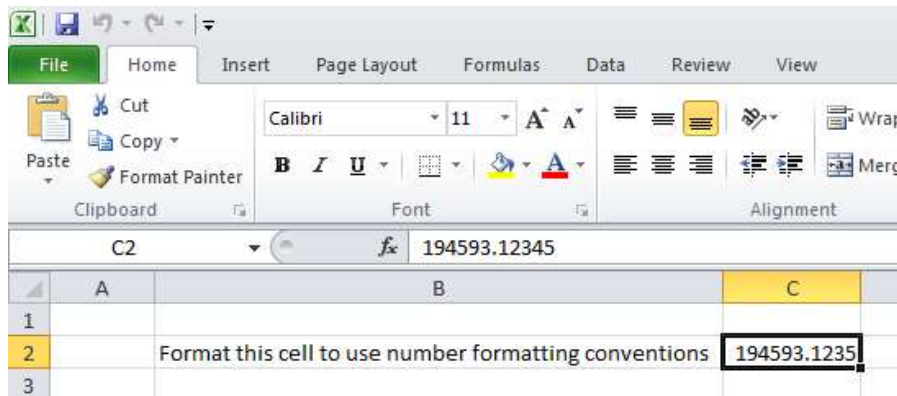 File Home Insert Page Layout Formulas Data Review View
Cut
Copy
Format Painter
Paste
Calibri 11 A A Wrap
B I U A Merg
Clipboard Font Alignment
C2 fx 194593.12345
A B C
1
2 Format this cell to use number formatting conventions 194593.1235
3